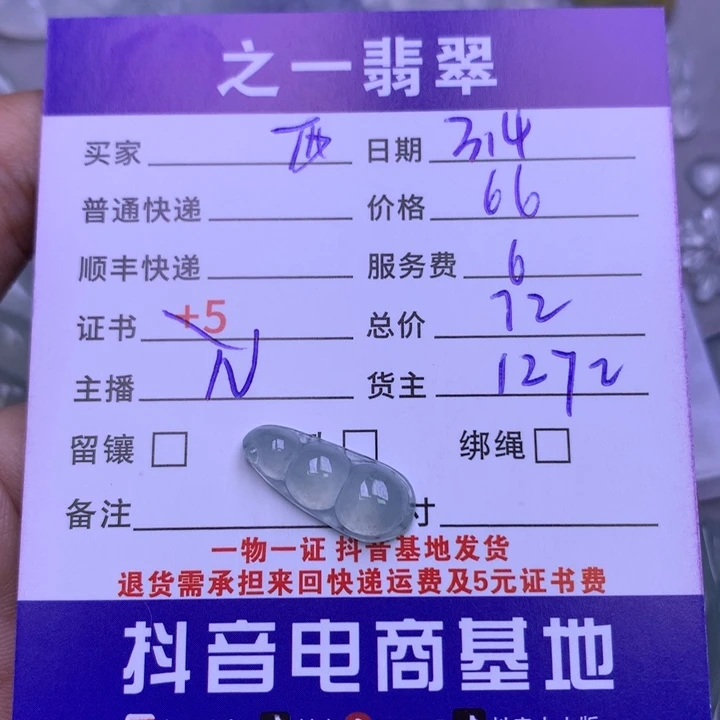 之一翡翠
买家 西 日期 314
普通快递 价格 66
顺丰快递 服务费 6
证书 +5 总价 72
主播 N 货主 1272
留镶 绑绳
备注 寸
一物一证 抖音基地发货
退货需承担来回快递运费及5元证书费
抖音电商基地